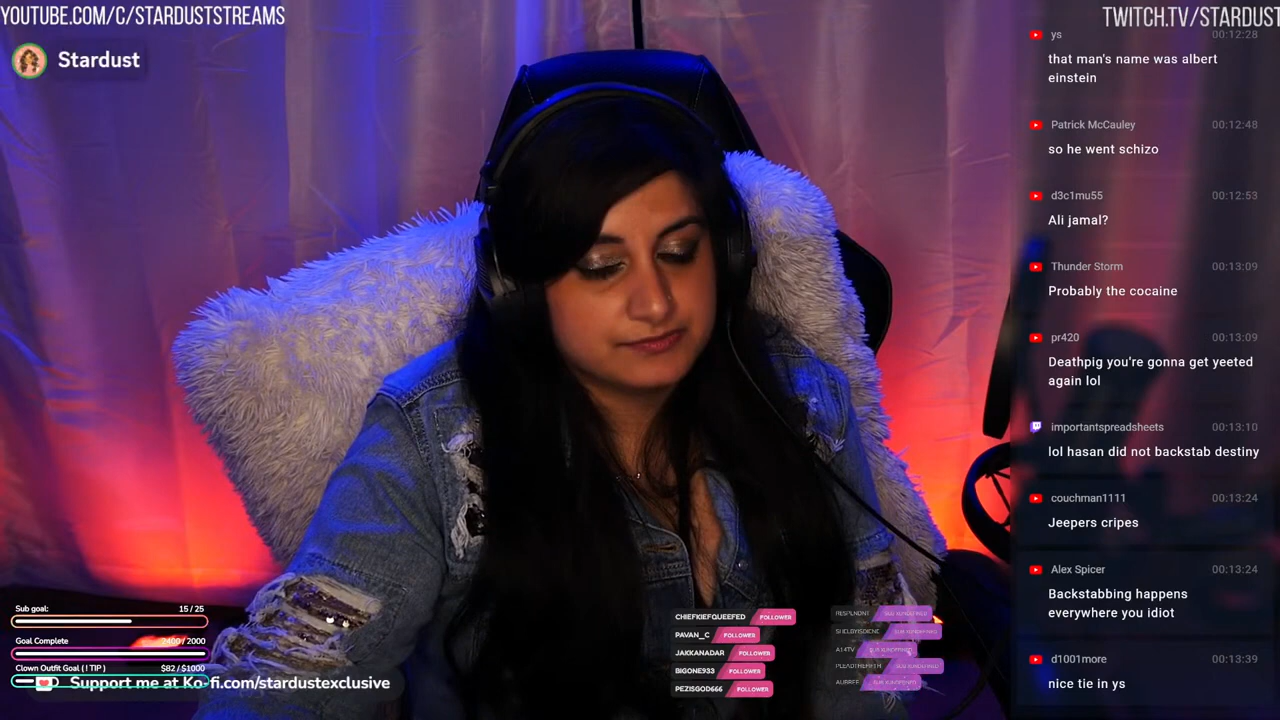 YOUTUBE.COM/C/STARDUSTSTREAMS
TWITCH.TV/STARDUST
Stardust
ys 00:12:28
that man's name was albert
einstein
Patrick McCauley 00:12:48
so he went schizo
d3c1mu55 00:12:53
Ali jamal?
Thunder Storm 00:13:09
Probably the cocaine
pr420 00:13:09
Deathpig you're gonna get yeeted
again lol
importantspreadsheets 00:13:10
lol hasan did not backstab destiny
couchman1111 00:13:24
Jeepers cripes
Alex Spicer 00:13:24
Backstabbing happens
everywhere you idiot
d1001more 00:13:39
nice tie in ys
Sub goal: 15 / 25
Goal Complete 2400 / 2000
Clown Outfit Goal ( ! TIP ) $82 / $1000
Support me at Ko-fi.com/stardustexclusive
CHIEFKIEFQUEEFED FOLLOWER
PAVAN_C FOLLOWER
JAKKANADAR FOLLOWER
BIGONE933 FOLLOWER
PEZISGOD666 FOLLOWER
RESPLNDNT
A14TV